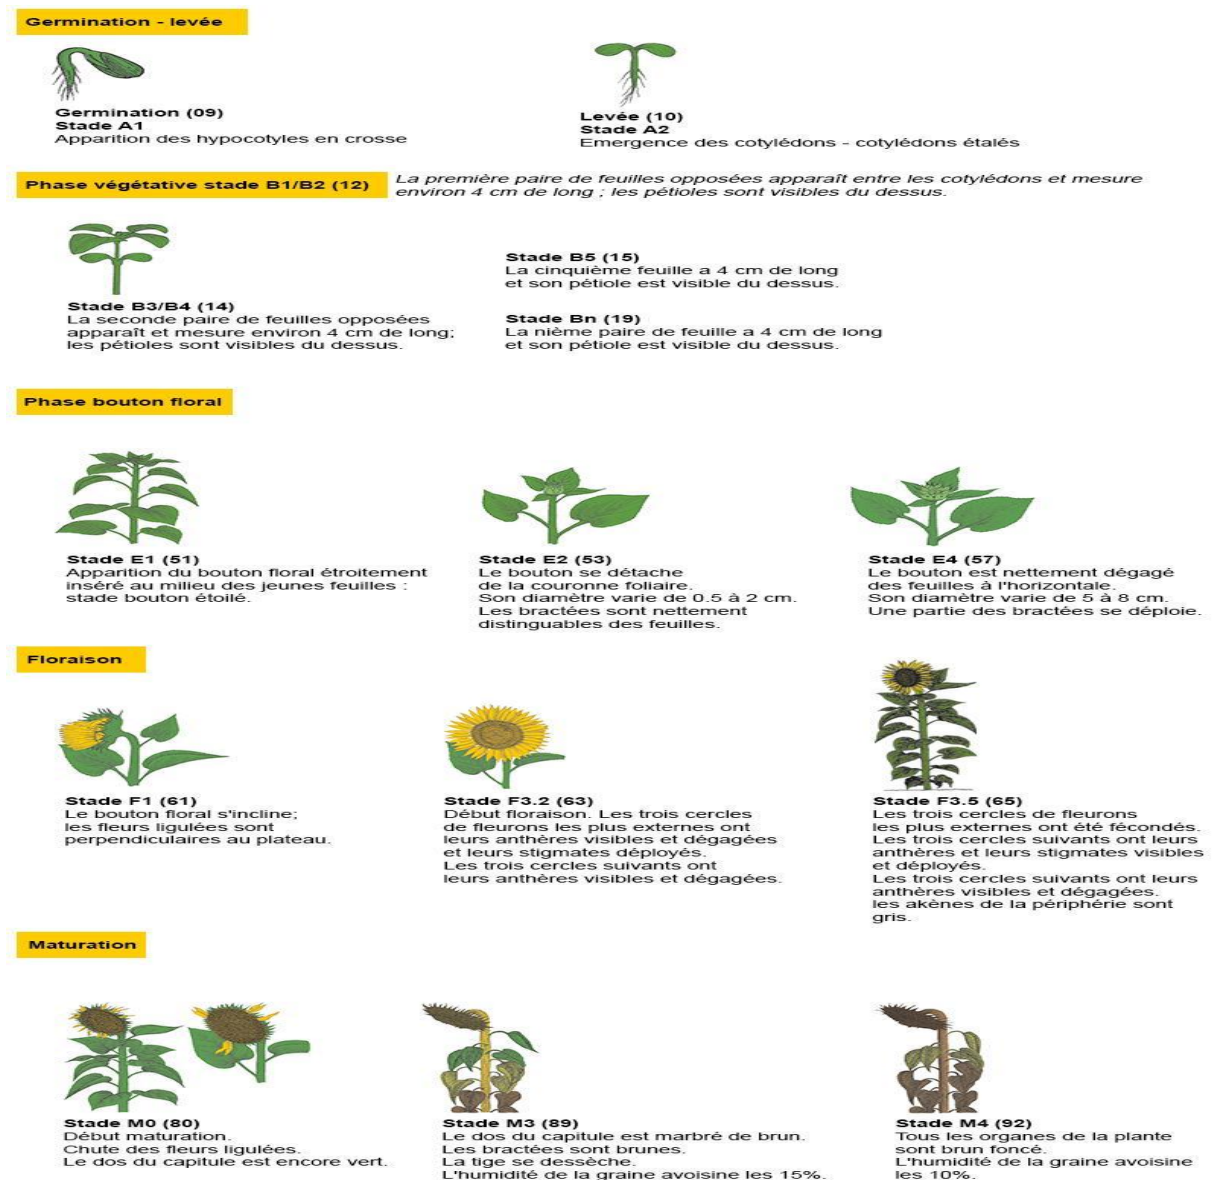 Germination - levée
Germination (09)
Stade A1
Apparition des hypocotyles en crosse
Levée (10)
Stade A2
Emergence des cotylédons - cotylédons étalés
Phase végétative stade B1/B2 (12)
La première paire de feuilles opposées apparaît entre les cotylédons et mesure
environ 4 cm de long ; les pétioles sont visibles du dessus.
Stade B3/B4 (14)
La seconde paire de feuilles opposées
apparaît et mesure environ 4 cm de long;
les pétioles sont visibles du dessus.
Stade B5 (15)
La cinquième feuille a 4 cm de long
et son pétiole est visible du dessus.
Stade Bn (19)
La nième paire de feuille a 4 cm de long
et son pétiole est visible du dessus.
Phase bouton floral
Stade E1 (51)
Apparition du bouton floral étroitement
inséré au milieu des jeunes feuilles :
stade bouton étoilé.
Stade E2 (53)
Le bouton se détache
de la couronne foliaire.
Son diamètre varie de 0.5 à 2 cm.
Les bractées sont nettement
distinguables des feuilles.
Stade E4 (57)
Le bouton est nettement dégagé
des feuilles à l'horizontale.
Son diamètre varie de 5 à 8 cm.
Une partie des bractées se déploie.
Floraison
Stade F1 (61)
Le bouton floral s'incline;
les fleurs ligulées sont
perpendiculaires au plateau.
Stade F3.2 (63)
Début floraison. Les trois cercles
de fleurons les plus externes ont
leurs anthères visibles et dégagées
et leurs stigmates déployés.
Les trois cercles suivants ont
leurs anthères visibles et dégagées.
Stade F3.5 (65)
Les trois cercles de fleurons
les plus externes ont été fécondés.
Les trois cercles suivants ont leurs
anthères et leurs stigmates visibles
et déployés.
Les trois cercles suivants ont leurs
anthères visibles et dégagées.
les akènes de la périphérie sont
gris.
Maturation
Stade M0 (80)
Début maturation.
Chute des fleurs ligulées.
Le dos du capitule est encore vert.
Stade M3 (89)
Le dos du capitule est marbré de brun.
Les bractées sont brunes.
La tige se dessèche.
L'humidité de la graine avoisine les 15%.
Stade M4 (92)
Tous les organes de la plante
sont brun foncé.
L'humidité de la graine avoisine
les 10%.